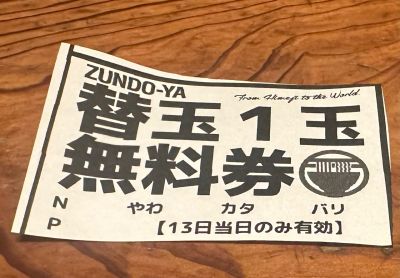 ZUNDO-YA
From Himeji to the World.
替玉1玉
無料券
やわ カタ バリ
NP
【13日当日のみ有効】